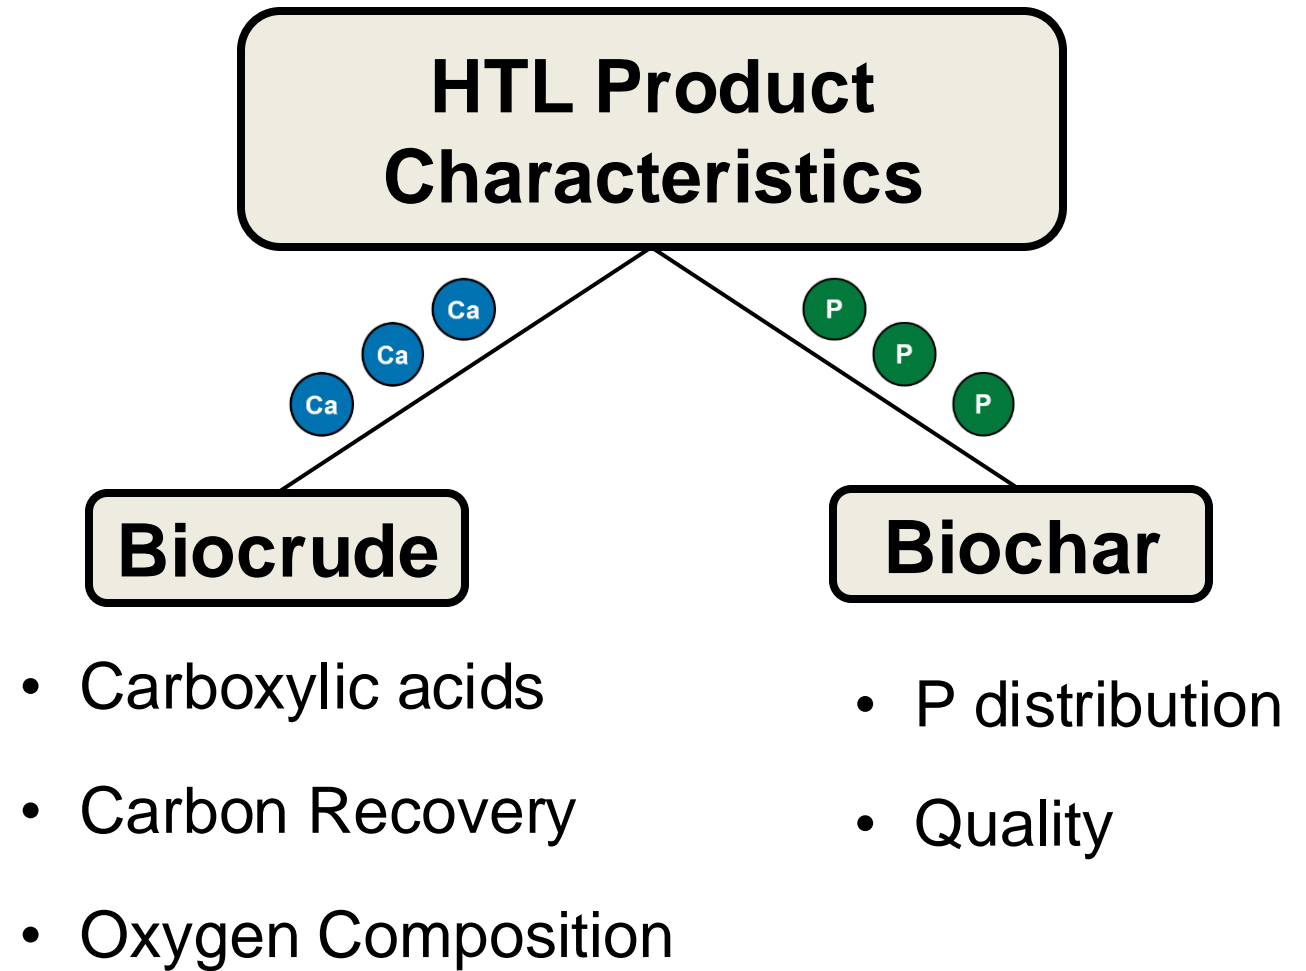 HTL Product
Characteristics
Ca
Ca
Ca
P
P
P
Biocrude
• Carboxylic acids
• Carbon Recovery
• Oxygen Composition
Biochar
• P distribution
• Quality